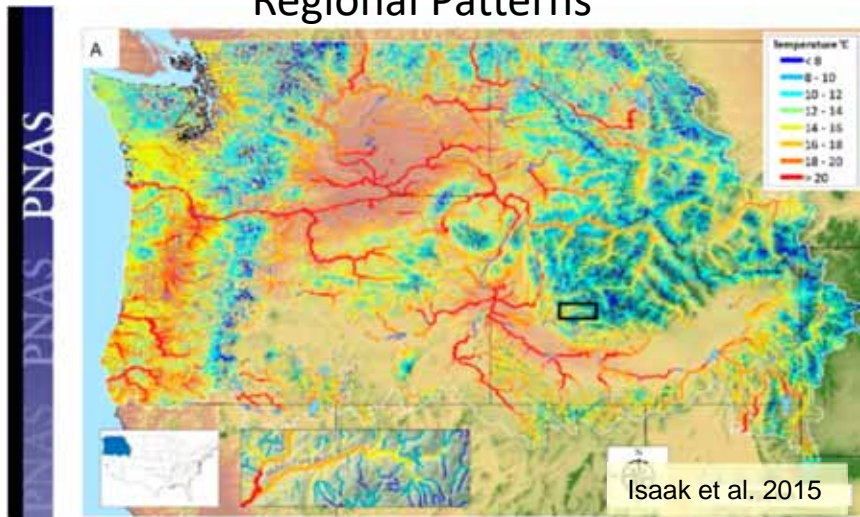 Regional Patterns
PNAS PNAS PNAS
A
Temperature °C
< 8
8 - 10
10 - 12
12 - 14
14 - 16
16 - 18
18 - 20
> 20
Isaak et al. 2015